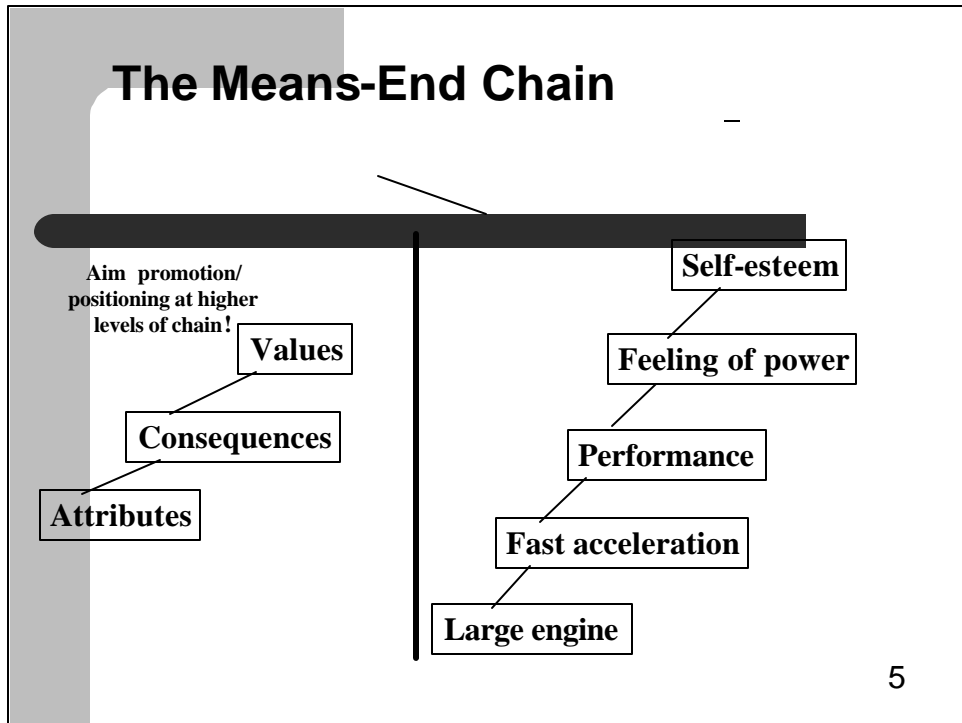 The Means-End Chain
Aim promotion/
positioning at higher
levels of chain!
Values
Consequences
Attributes
Self-esteem
Feeling of power
Performance
Fast acceleration
Large engine
5